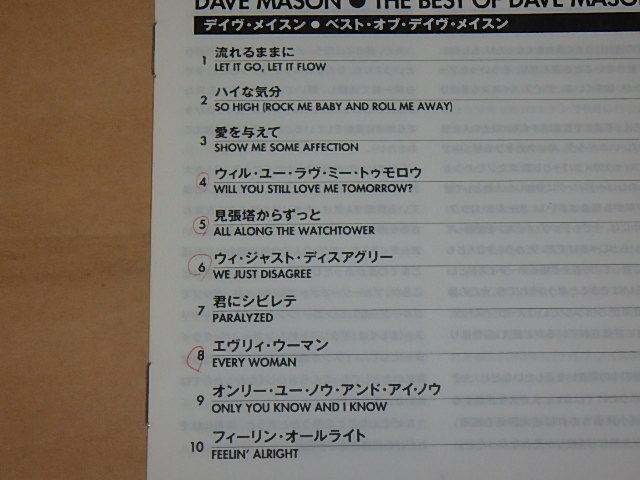 DAVE MASON ● THE BEST OF DAVE MASON
デイヴ・メイスン ● ベスト・オブ・デイヴ・メイスン
1 流れるままに
LET IT GO, LET IT FLOW
2 ハイな気分
SO HIGH (ROCK ME BABY AND ROLL ME AWAY)
3 愛を与えて
SHOW ME SOME AFFECTION
4 ウィル・ユー・ラヴ・ミー・トゥモロウ
WILL YOU STILL LOVE ME TOMORROW?
5 見張塔からずっと
ALL ALONG THE WATCHTOWER
6 ウィ・ジャスト・ディスアグリー
WE JUST DISAGREE
7 君にシビレテ
PARALYZED
8 エヴリィ・ウーマン
EVERY WOMAN
9 オンリー・ユー・ノウ・アンド・アイ・ノウ
ONLY YOU KNOW AND I KNOW
10 フィーリン・オールライト
FEELIN' ALRIGHT